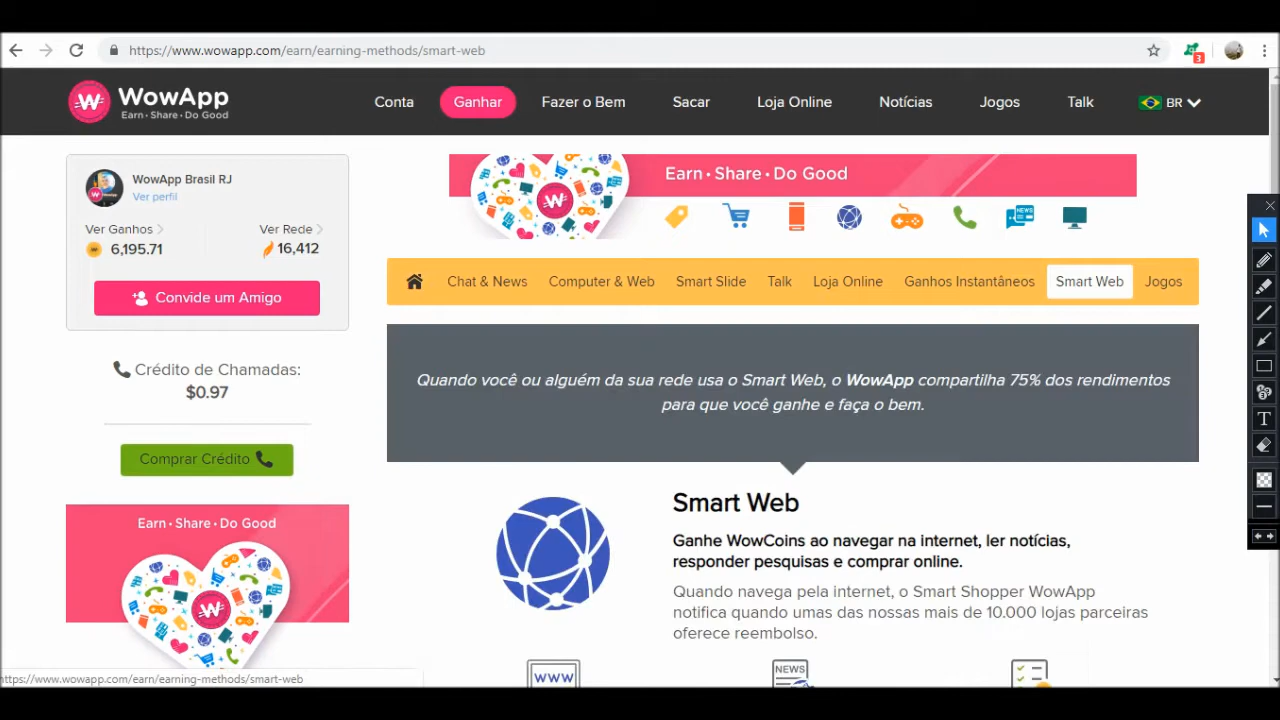 https://www.wowapp.com/earn/earning-methods/smart-web
3
W WowApp
Earn • Share • Do Good
Conta
Ganhar
Fazer o Bem
Sacar
Loja Online
Notícias
Jogos
Talk
BR
WowApp Brasil RJ
Ver perfil
Ver Ganhos
Ver Rede
6,195.71
16,412
Convide um Amigo
Crédito de Chamadas:
$0.97
Comprar Crédito
Earn • Share • Do Good
W
Earn • Share • Do Good
W
NEWS
Chat & News
Computer & Web
Smart Slide
Talk
Loja Online
Ganhos Instantâneos
Smart Web
Jogos
Quando você ou alguém da sua rede usa o Smart Web, o WowApp compartilha 75% dos rendimentos
para que você ganhe e faça o bem.
Smart Web
Ganhe WowCoins ao navegar na internet, ler notícias,
responder pesquisas e comprar online.
Quando navega pela internet, o Smart Shopper WowApp
notifica quando umas das nossas mais de 10.000 lojas parceiras
oferece reembolso.
WWW
NEWS
T
https://www.wowapp.com/earn/earning-methods/smart-web